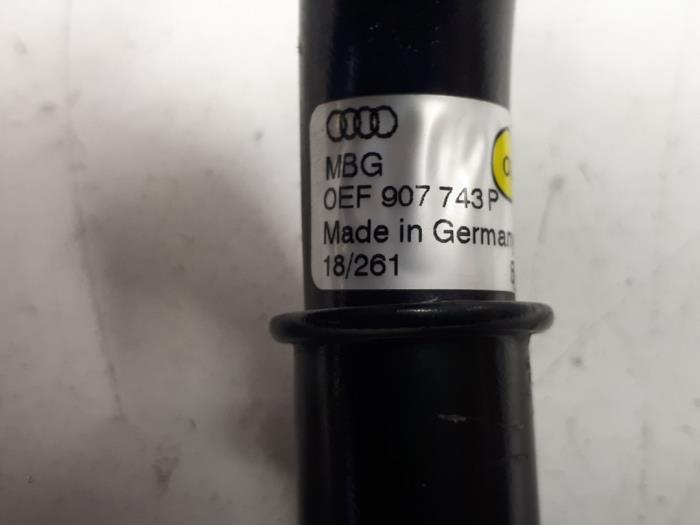 MBG
0EF 907 743 P
Made in German
18/261